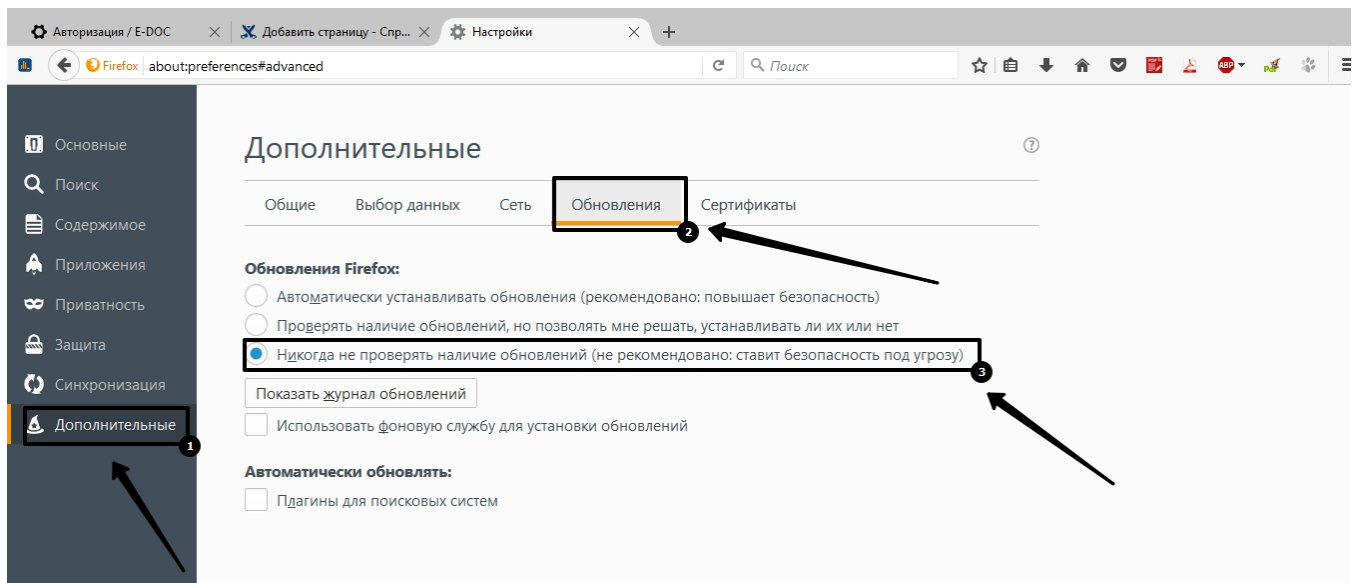 Авторизация / E-DOC
Добавить страницу - Спр...
Настройки
Firefox about:preferences#advanced
Поиск
ABP
Основные
Поиск
Содержимое
Приложения
Приватность
Защита
Синхронизация
Дополнительные
1
Дополнительные
?
Общие Выбор данных Сеть Обновления Сертификаты
2
Обновления Firefox:
Автоматически устанавливать обновления (рекомендовано: повышает безопасность)
Проверять наличие обновлений, но позволять мне решать, устанавливать ли их или нет
Никогда не проверять наличие обновлений (не рекомендовано: ставит безопасность под угрозу)
3
Показать журнал обновлений
Использовать фоновую службу для установки обновлений
Автоматически обновлять:
Плагины для поисковых систем